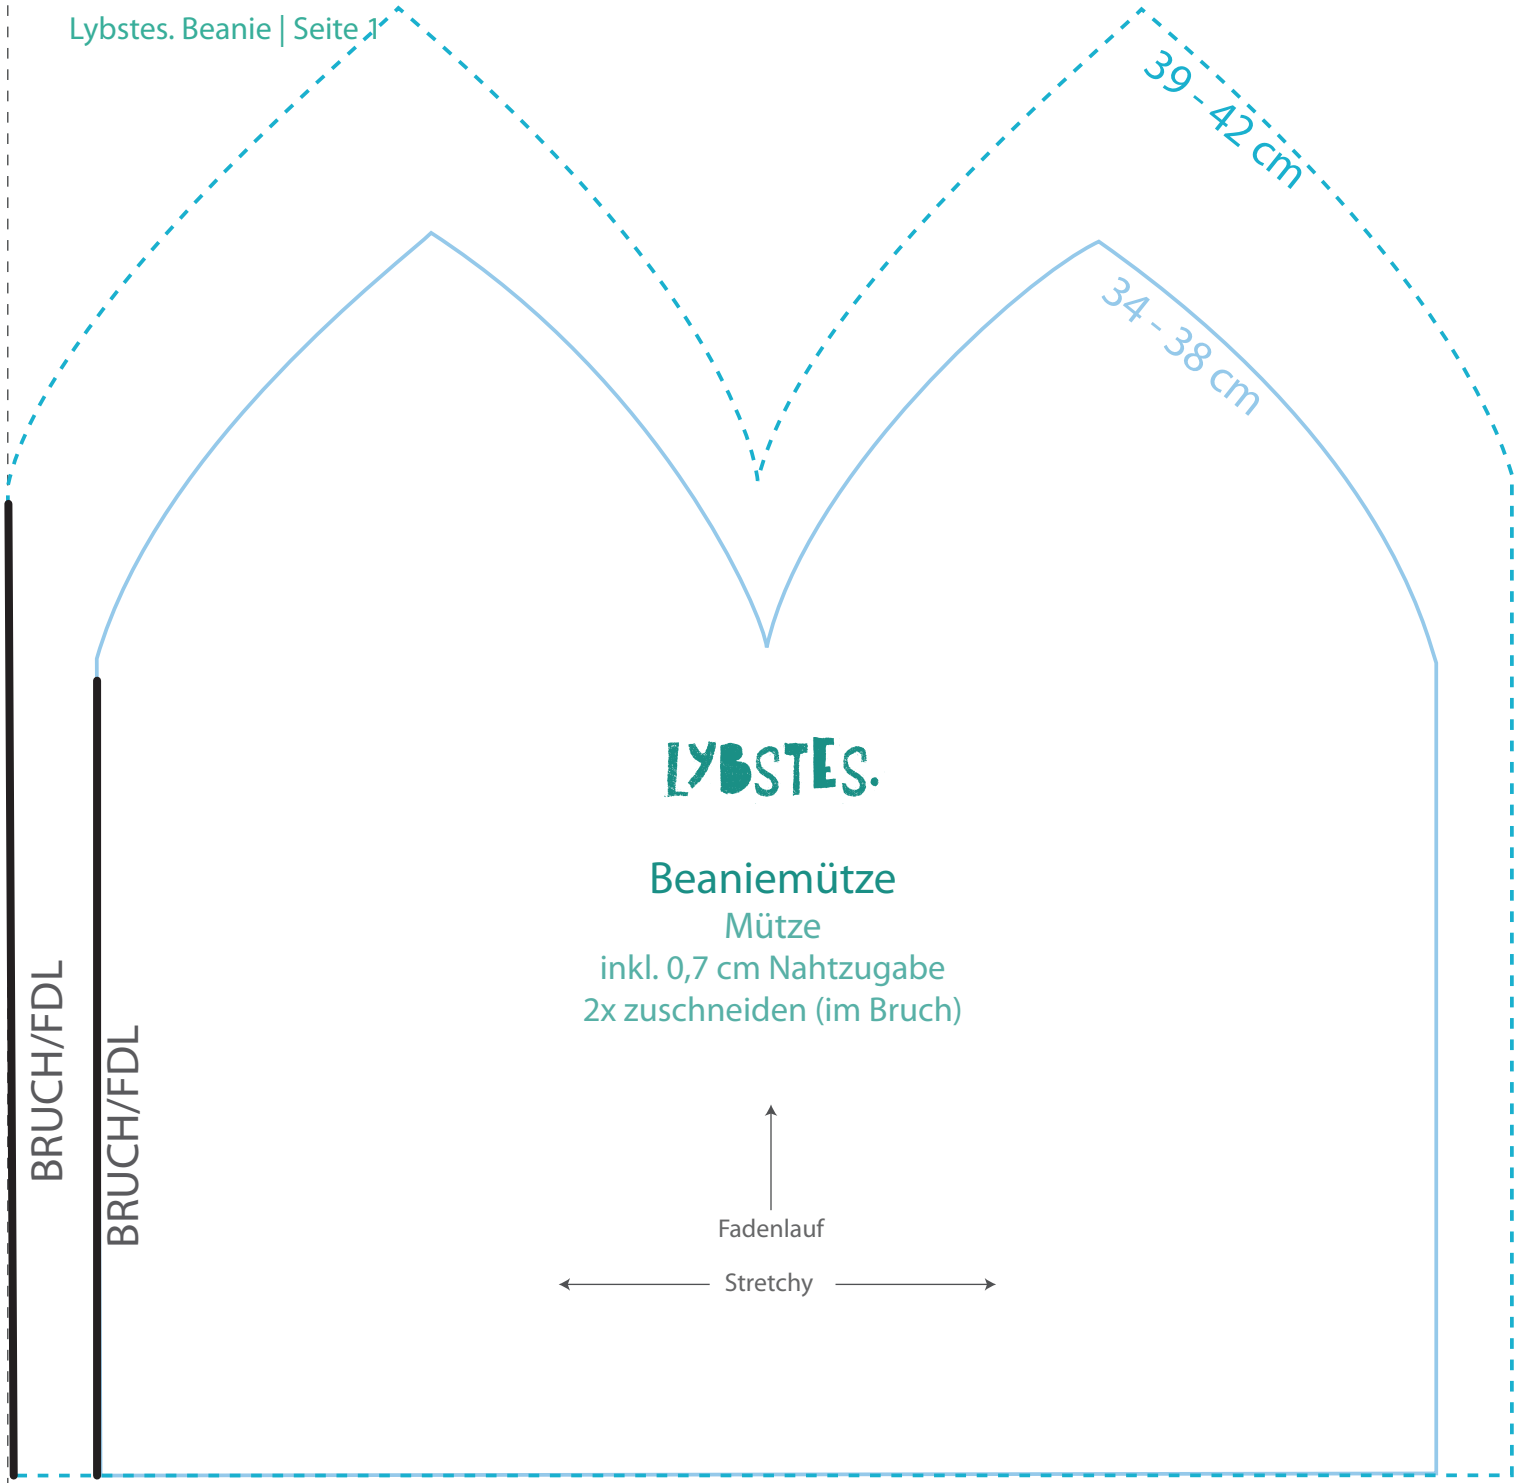 Lybstes. Beanie | Seite 1
39 - 42 cm
34 - 38 cm
LYBSTES.
Beaniemütze
Mütze
inkl. 0,7 cm Nahtzugabe
2x zuschneiden (im Bruch)
BRUCH/FDL
BRUCH/FDL
Fadenlauf
Stretchy